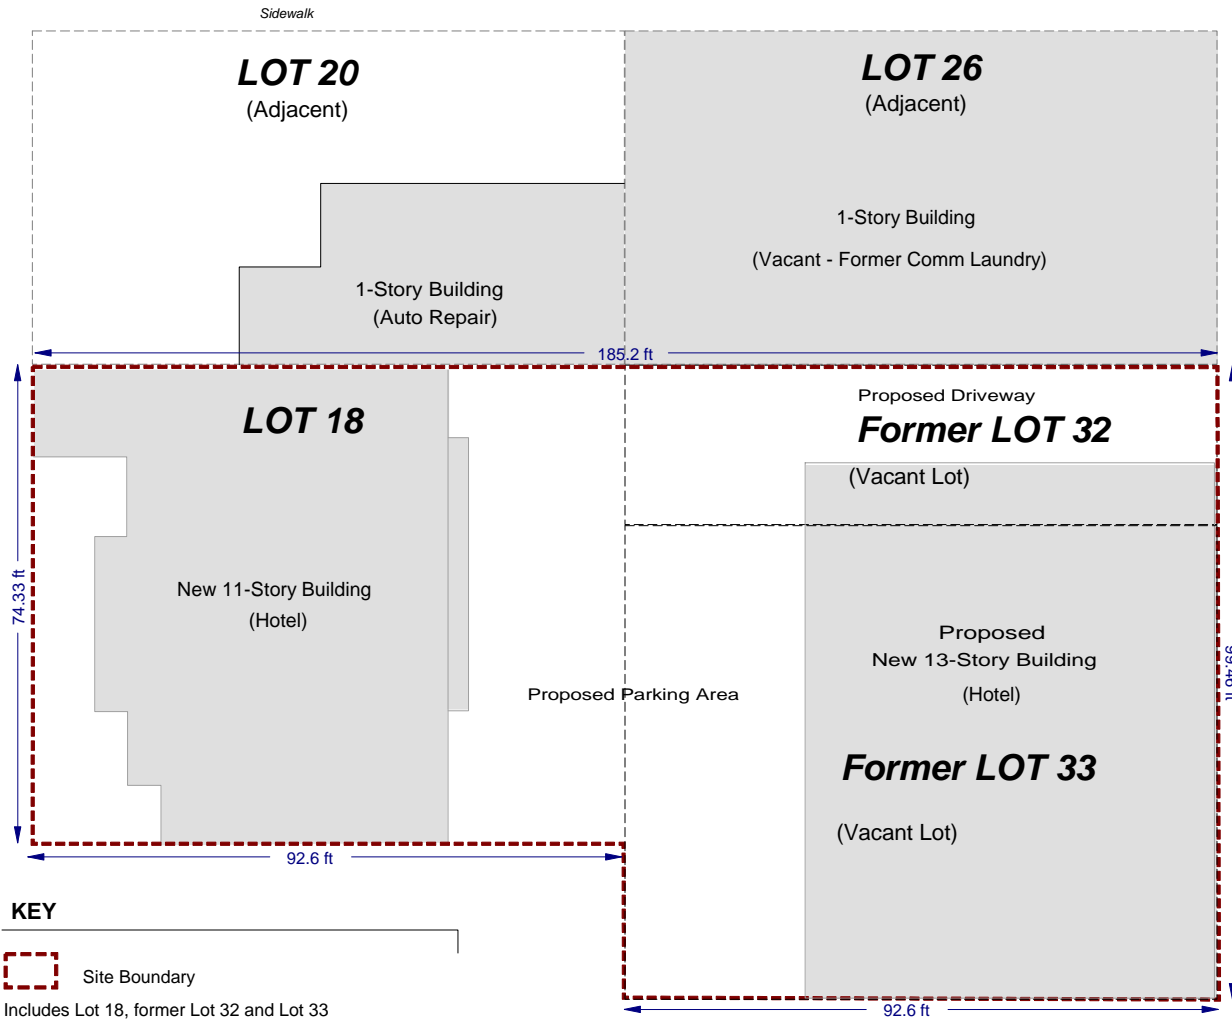 Sidewalk
LOT 20
(Adjacent)
LOT 26
(Adjacent)
1-Story Building
(Vacant - Former Comm Laundry)
1-Story Building
(Auto Repair)
185.2 ft
Proposed Driveway
Former LOT 32
(Vacant Lot)
LOT 18
New 11-Story Building
(Hotel)
74.33 ft
Proposed
New 13-Story Building
(Hotel)
99.46 ft
Proposed Parking Area
Former LOT 33
(Vacant Lot)
92.6 ft
KEY
Site Boundary
Includes Lot 18, former Lot 32 and Lot 33
92.6 ft